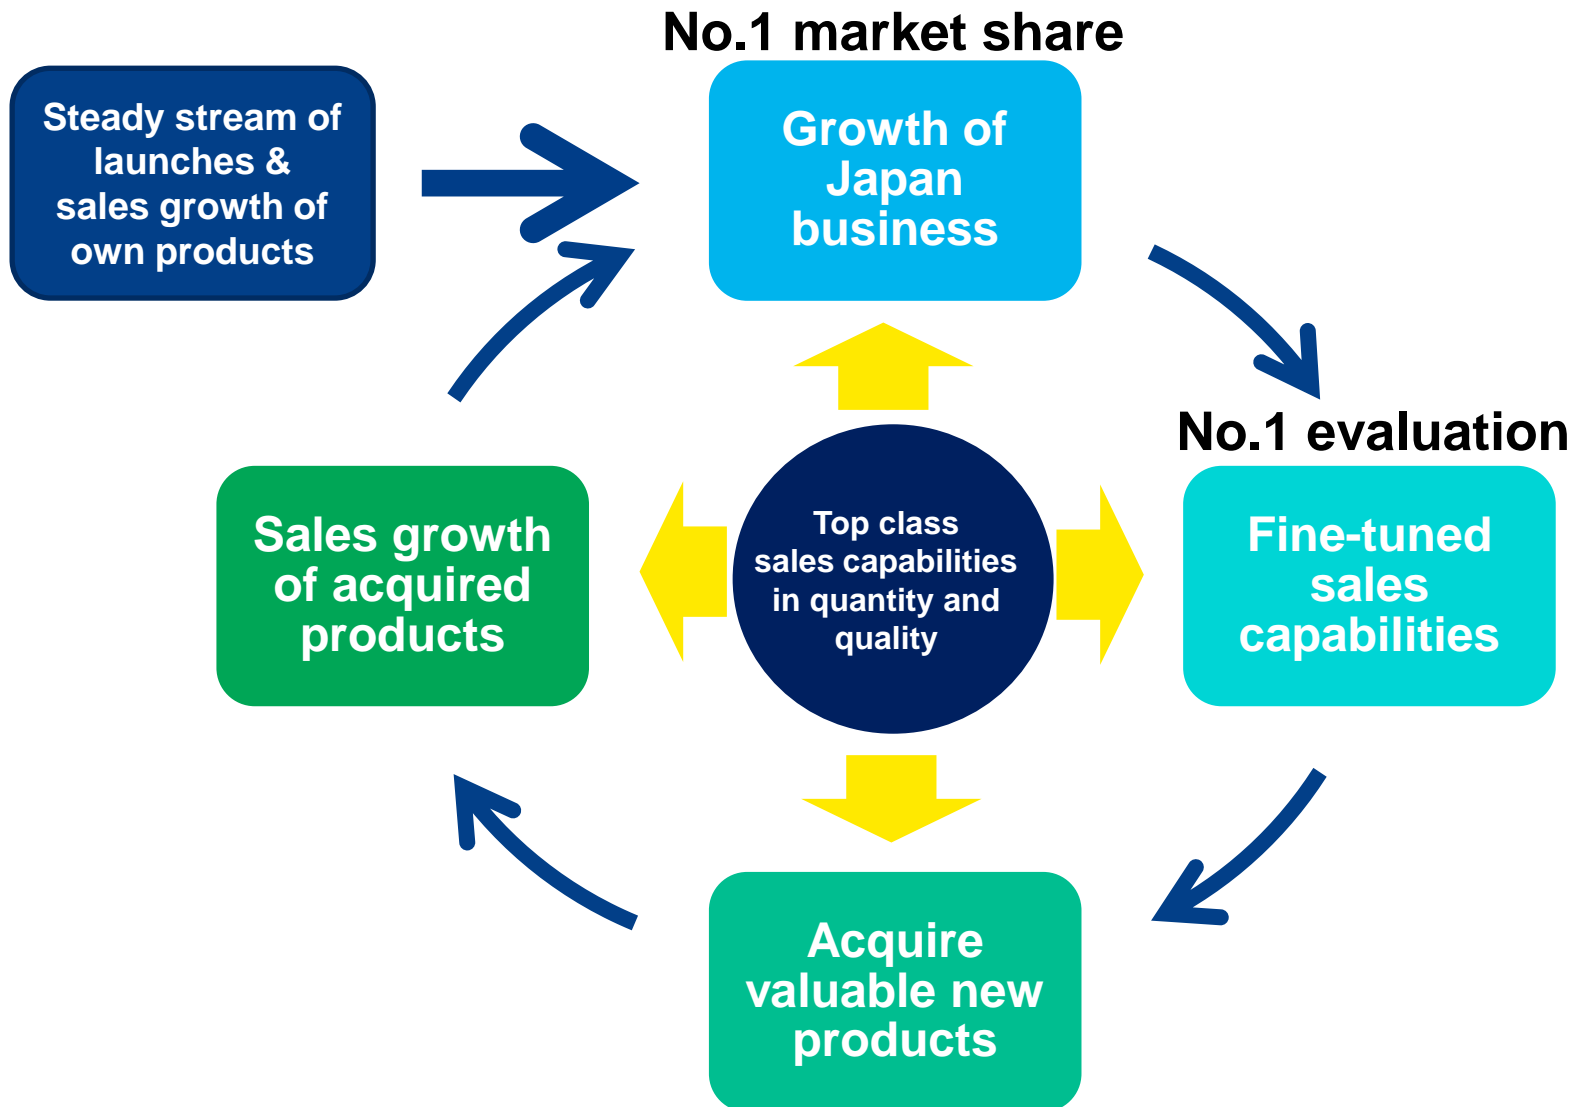 No.1 market share
Steady stream of
launches &
sales growth of
own products
Growth of
Japan
business
No.1 evaluation
Sales growth
of acquired
products
Top class
sales capabilities
in quantity and
quality
Fine-tuned
sales
capabilities
Acquire
valuable new
products